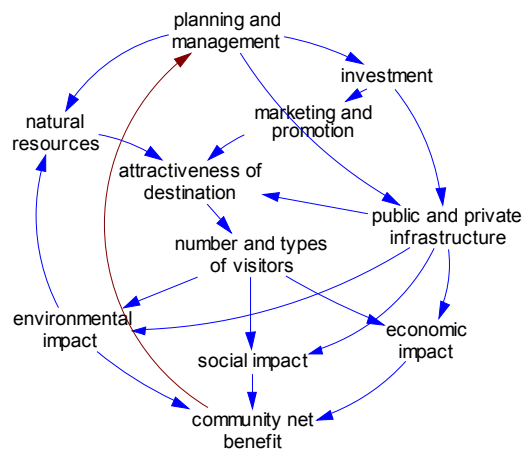 planning and
management
investment
marketing and
promotion
natural
resources
attractiveness of
destination
public and private
infrastructure
number and types
of visitors
environmental
impact
economic
impact
social impact
community net
benefit